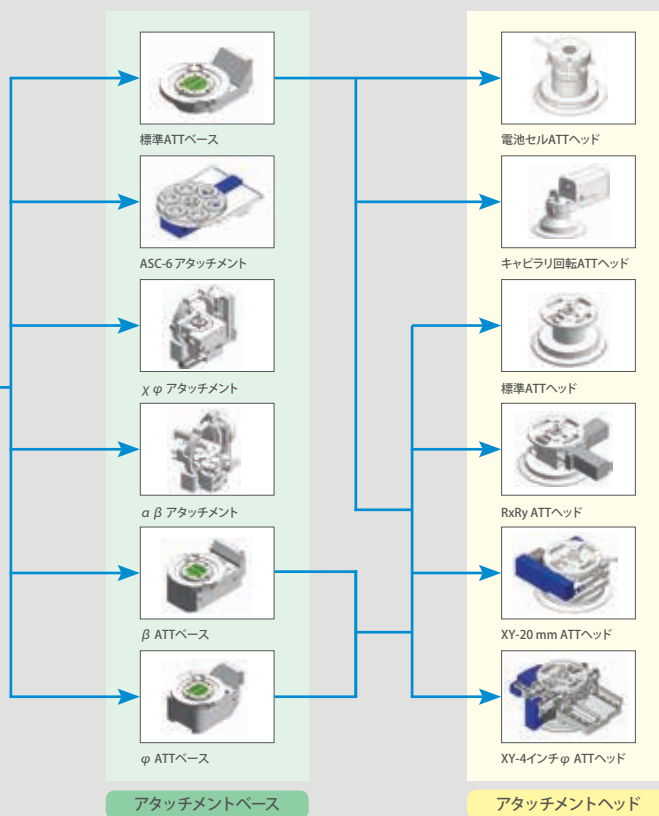 標準ATTベース
ASC-6 アタッチメント
χφ アタッチメント
αβ アタッチメント
β ATTベース
φ ATTベース
アタッチメントベース
電池セルATTヘッド
キャピラリ回転ATTヘッド
標準ATTヘッド
RxRy ATTヘッド
XY-20 mm ATTヘッド
XY-4インチφ ATTヘッド
アタッチメントヘッド